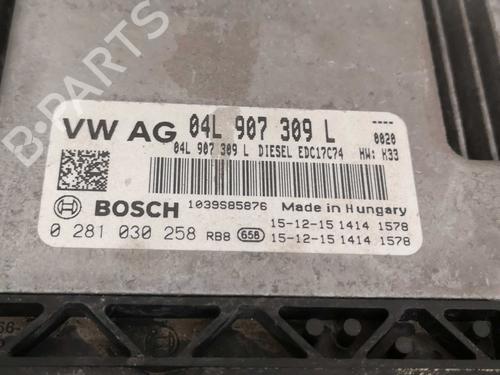 VW AG 04L 907 309 L
----
0020
04L 907 309 L DIESEL EDC17C74 HW: H33
BOSCH 1039S85876 Made in Hungary
0 281 030 258 RBB 658 15-12-15 1414 1578
15-12-15 1414 1578
B-PARTS